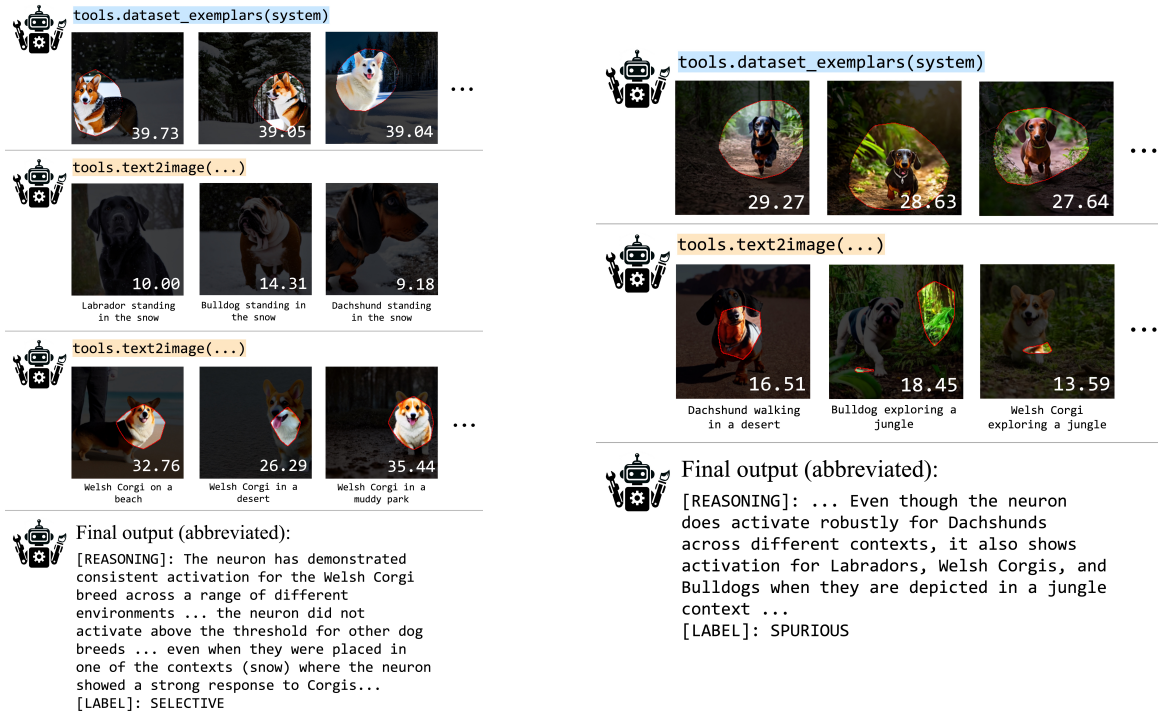 tools.dataset_exemplars(system)
39.73
39.05
39.04
...
tools.text2image(...)
10.00
14.31
9.18
Labrador standing
in the snow
Bulldog standing in
the snow
Dachshund standing
in the snow
tools.text2image(...)
32.76
26.29
35.44
...
Welsh Corgi on a
beach
Welsh Corgi in a
desert
Welsh Corgi in a
muddy park
Final output (abbreviated):
[REASONING]: The neuron has demonstrated
consistent activation for the Welsh Corgi
breed across a range of different
environments ... the neuron did not
activate above the threshold for other dog
breeds ... even when they were placed in
one of the contexts (snow) where the neuron
showed a strong response to Corgis...
[LABEL]: SELECTIVE
tools.dataset_exemplars(system)
29.27
28.63
27.64
...
tools.text2image(...)
16.51
18.45
13.59
...
Dachshund walking
in a desert
Bulldog exploring a
jungle
Welsh Corgi
exploring a jungle
Final output (abbreviated):
[REASONING]: ... Even though the neuron
does activate robustly for Dachshunds
across different contexts, it also shows
activation for Labradors, Welsh Corgis, and
Bulldogs when they are depicted in a jungle
context ...
[LABEL]: SPURIOUS